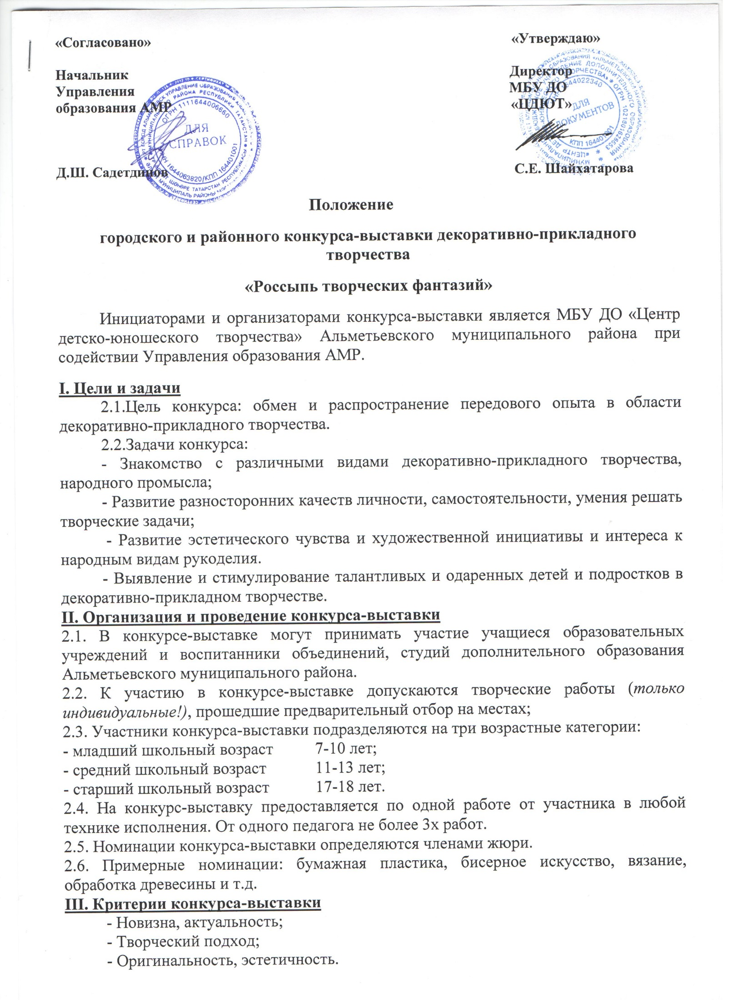 «Согласовано»
Начальник
Управления
образования АМР
Д.Ш. Садетдинов
ОГРН 1111644006660
ДЛЯ
СПРАВОК
ИНН 1644063820/КПП 164401001
«Утверждаю»
Директор
МБУ ДО
«ЦДЮТ»
С.Е. Шайхатарова
ДЛЯ
ДОКУМЕНТОВ
КПП 164401001
Положение
городского и районного конкурса-выставки декоративно-прикладного
творчества
«Россыпь творческих фантазий»
Инициаторами и организаторами конкурса-выставки является МБУ ДО «Центр
детско-юношеского творчества» Альметьевского муниципального района при
содействии Управления образования АМР.
I. Цели и задачи
2.1.Цель конкурса: обмен и распространение передового опыта в области
декоративно-прикладного творчества.
2.2.Задачи конкурса:
- Знакомство с различными видами декоративно-прикладного творчества,
народного промысла;
- Развитие разносторонних качеств личности, самостоятельности, умения решать
творческие задачи;
- Развитие эстетического чувства и художественной инициативы и интереса к
народным видам рукоделия.
- Выявление и стимулирование талантливых и одаренных детей и подростков в
декоративно-прикладном творчестве.
II. Организация и проведение конкурса-выставки
2.1. В конкурсе-выставке могут принимать участие учащиеся образовательных
учреждений и воспитанники объединений, студий дополнительного образования
Альметьевского муниципального района.
2.2. К участию в конкурсе-выставке допускаются творческие работы (только
индивидуальные!), прошедшие предварительный отбор на местах;
2.3. Участники конкурса-выставки подразделяются на три возрастные категории:
- младший школьный возраст 7-10 лет;
- средний школьный возраст 11-13 лет;
- старший школьный возраст 17-18 лет.
2.4. На конкурс-выставку предоставляется по одной работе от участника в любой
технике исполнения. От одного педагога не более 3х работ.
2.5. Номинации конкурса-выставки определяются членами жюри.
2.6. Примерные номинации: бумажная пластика, бисерное искусство, вязание,
обработка древесины и т.д.
III. Критерии конкурса-выставки
- Новизна, актуальность;
- Творческий подход;
- Оригинальность, эстетичность.